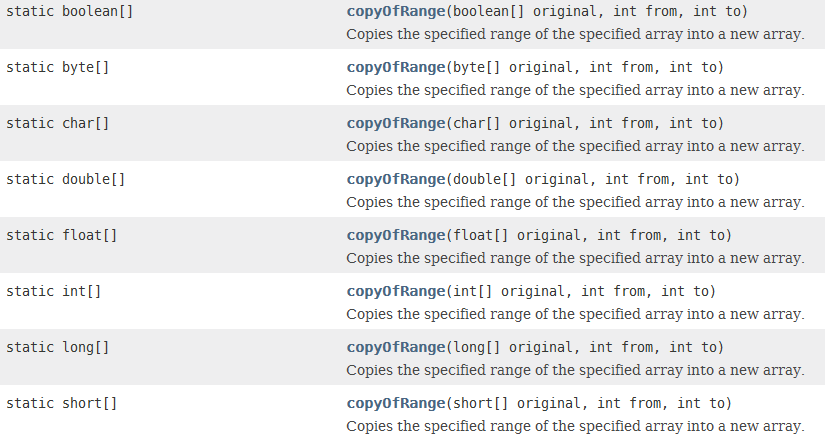 static boolean[] copyOfRange(boolean[] original, int from, int to)
Copies the specified range of the specified array into a new array.
static byte[] copyOfRange(byte[] original, int from, int to)
Copies the specified range of the specified array into a new array.
static char[] copyOfRange(char[] original, int from, int to)
Copies the specified range of the specified array into a new array.
static double[] copyOfRange(double[] original, int from, int to)
Copies the specified range of the specified array into a new array.
static float[] copyOfRange(float[] original, int from, int to)
Copies the specified range of the specified array into a new array.
static int[] copyOfRange(int[] original, int from, int to)
Copies the specified range of the specified array into a new array.
static long[] copyOfRange(long[] original, int from, int to)
Copies the specified range of the specified array into a new array.
static short[] copyOfRange(short[] original, int from, int to)
Copies the specified range of the specified array into a new array.